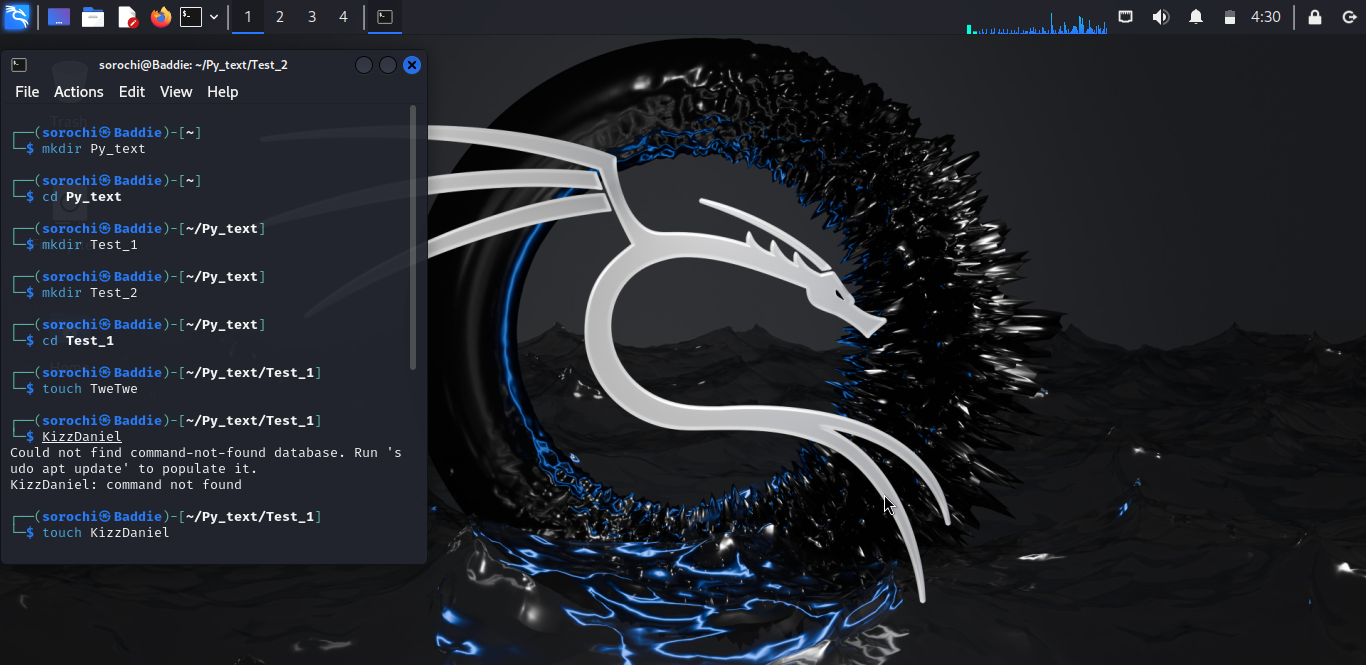 1 2 3 4
4:30
sorochi@Baddie: ~/Py_text/Test_2
File Actions Edit View Help
Trash
┌──(sorochi㉿Baddie)-[~]
└─$ mkdir Py_text
┌──(sorochi㉿Baddie)-[~]
└─$ cd Py_text
┌──(sorochi㉿Baddie)-[~/Py_text]
└─$ mkdir Test_1
┌──(sorochi㉿Baddie)-[~/Py_text]
└─$ mkdir Test_2
┌──(sorochi㉿Baddie)-[~/Py_text]
└─$ cd Test_1
┌──(sorochi㉿Baddie)-[~/Py_text/Test_1]
└─$ touch TweTwe
┌──(sorochi㉿Baddie)-[~/Py_text/Test_1]
└─$ KizzDaniel
Could not find command-not-found database. Run 's
udo apt update' to populate it.
KizzDaniel: command not found
┌──(sorochi㉿Baddie)-[~/Py_text/Test_1]
└─$ touch KizzDaniel